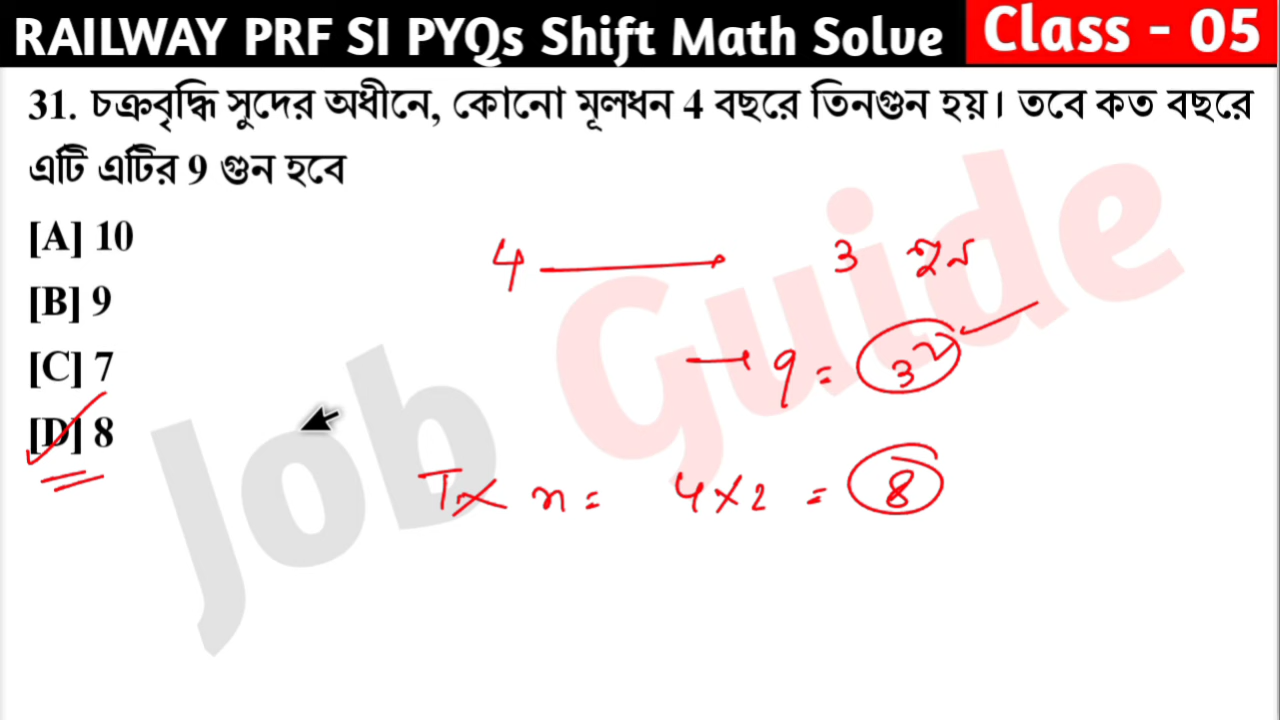 RAILWAY PRF SI PYQs Shift Math Solve
Class - 05
31. চক্রবৃদ্ধি সুদের অধীনে, কোনো মূলধন 4 বছরে তিনগুন হয়। তবে কত বছরে
এটি এটির 9 গুন হবে
[A] 10
[B] 9
[C] 7
[D] 8
4 → 3 গুন
→ 9 = 3²
T × n = 4 × 2 = 8
Job Guide